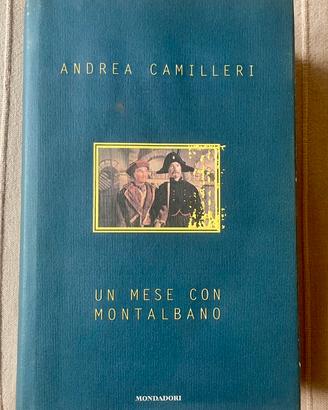 ANDREA CAMILLERI
UN MESE CON
MONTALBANO
MONDADORI